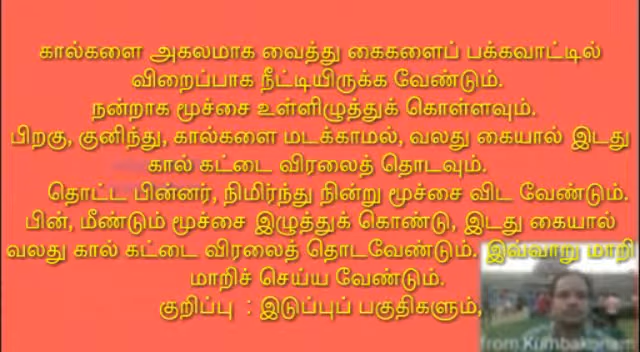 கால்களை அகலமாக வைத்து கைகளைப் பக்கவாட்டில்
விறைப்பாக நீட்டியிருக்க வேண்டும்.
நன்றாக மூச்சை உள்ளிழுத்துக் கொள்ளவும்.
பிறகு, குனிந்து, கால்களை மடக்காமல், வலது கையால் இடது
கால் கட்டை விரலைத் தொடவும்.
தொட்ட பின்னர், நிமிர்ந்து நின்று மூச்சை விட வேண்டும்.
பின், மீண்டும் மூச்சை இழுத்துக் கொண்டு, இடது கையால்
வலது கால் கட்டை விரலைத் தொடவேண்டும். இவ்வாறு மாறி
மாறிச் செய்ய வேண்டும்.
குறிப்பு : இடுப்புப் பகுதிகளும்,
from Kumbakonam